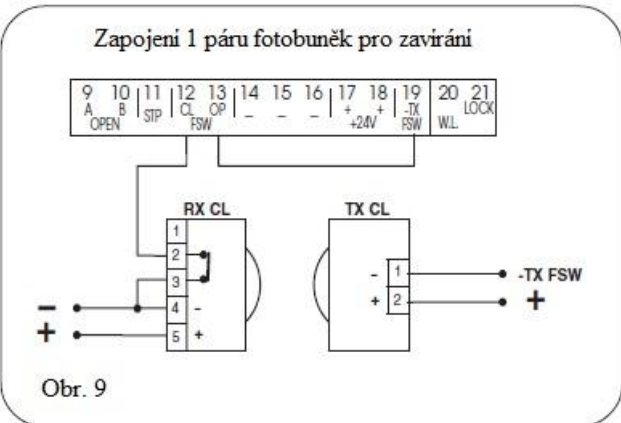 Zapojení 1 páru fotobuněk pro zavírání
9 10 11 12 13 14 15 16 17 18 19 20 21
A B STP CL OP - - - + + -TX W.L. LOCK
OPEN FSW +24V FSW
RX CL TX CL
1
2
3
4 -
5 +
- 1
+ 2
-TX FSW
+
-
+
Obr. 9